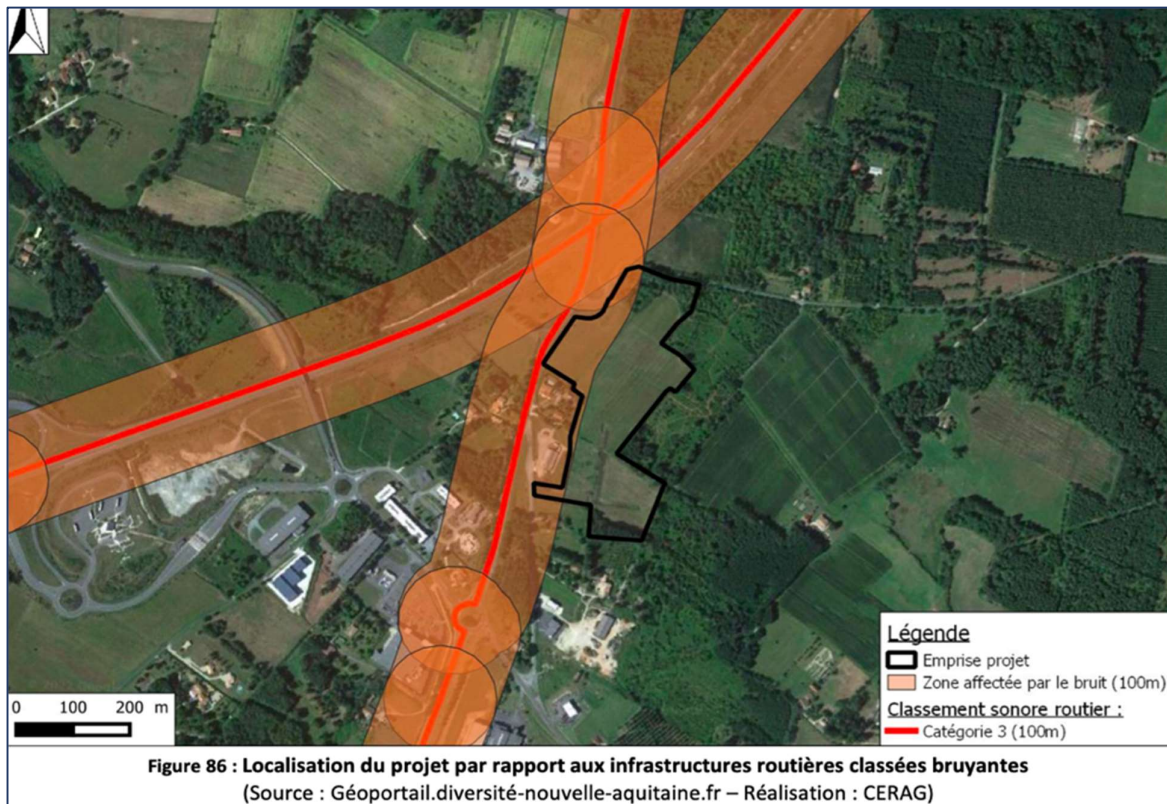 Légende
Emprise projet
Zone affectée par le bruit (100m)
Classement sonore routier :
Catégorie 3 (100m)
0 100 200 m
Figure 86 : Localisation du projet par rapport aux infrastructures routières classées bruyantes
(Source : Géoportail.diversité-nouvelle-aquitaine.fr – Réalisation : CERAG)